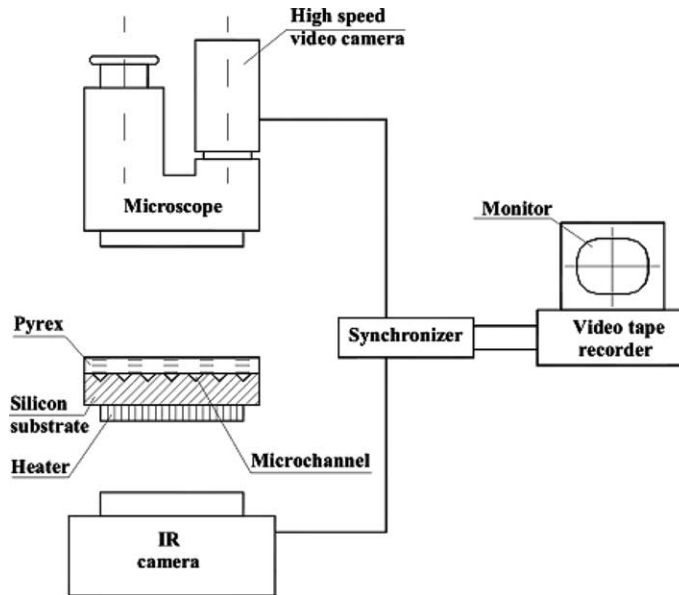 High speed
video camera
Microscope
Monitor
Pyrex
Synchronizer
Video tape
recorder
Silicon
substrate
Heater
Microchannel
IR
camera